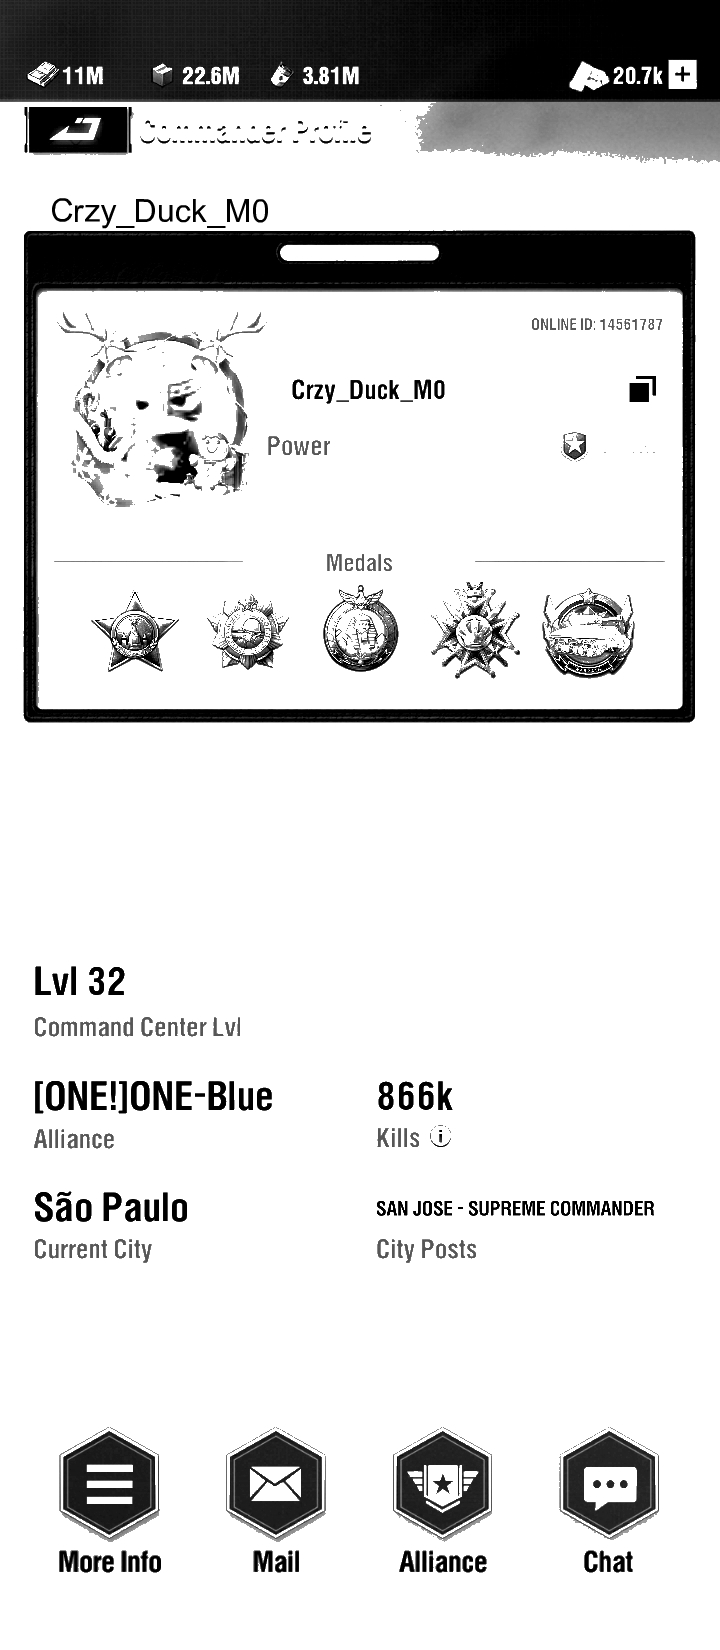 11M 22.6M 3.81M 20.7k +
Commander Profile
Crzy_Duck_M0
ONLINE ID: 14561787
Crzy_Duck_M0
Power
Medals
Lvl 32
Command Center Lvl
[ONE!]ONE-Blue 866k
Alliance Kills i
São Paulo SAN JOSE - SUPREME COMMANDER
Current City City Posts
More Info Mail Alliance Chat